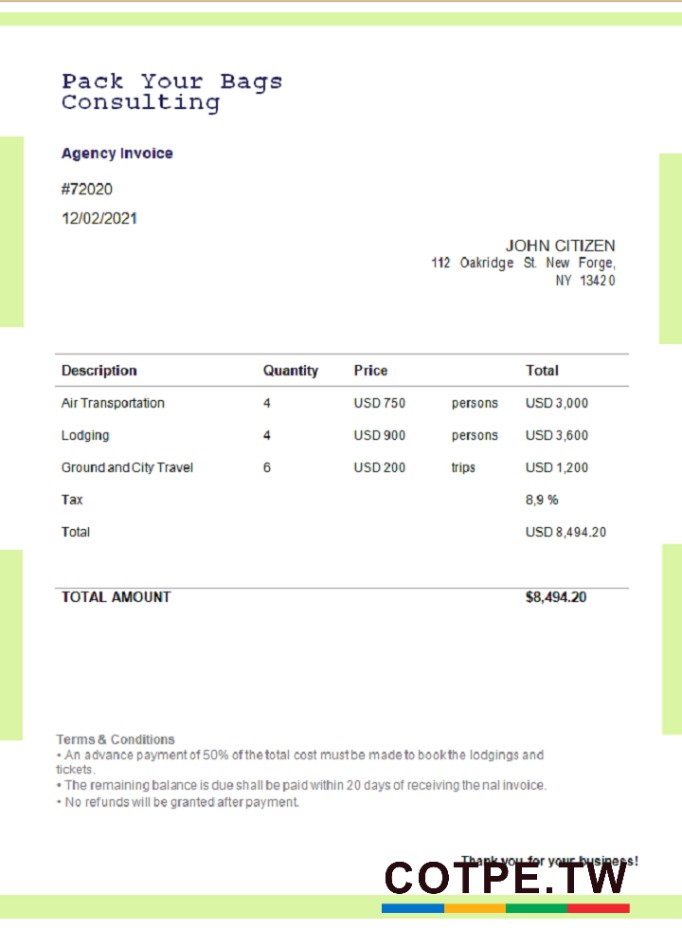 Pack Your Bags
Consulting
Agency Invoice
#72020
12/02/2021
JOHN CITIZEN
112 Oakridge St. New Forge,
NY 13420
Description Quantity Price Total
Air Transportation 4 USD 750 persons USD 3,000
Lodging 4 USD 900 persons USD 3,600
Ground and City Travel 6 USD 200 trips USD 1,200
Tax 8,9 %
Total USD 8,494.20
TOTAL AMOUNT $8,494.20
Terms & Conditions
• An advance payment of 50% of the total cost must be made to book the lodgings and
tickets.
• The remaining balance is due shall be paid within 20 days of receiving the nal invoice.
• No refunds will be granted after payment.
Thank you for your business!
COTPE.TW